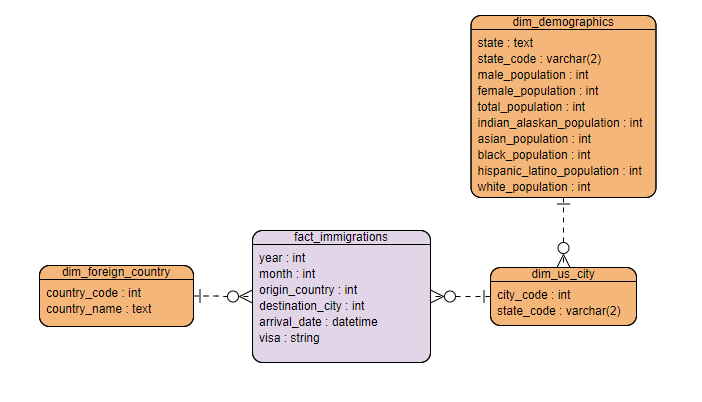 dim_demographics
state : text
state_code : varchar(2)
male_population : int
female_population : int
total_population : int
indian_alaskan_population : int
asian_population : int
black_population : int
hispanic_latino_population : int
white_population : int
fact_immigrations
year : int
month : int
origin_country : int
destination_city : int
arrival_date : datetime
visa : string
dim_foreign_country
country_code : int
country_name : text
dim_us_city
city_code : int
state_code : varchar(2)